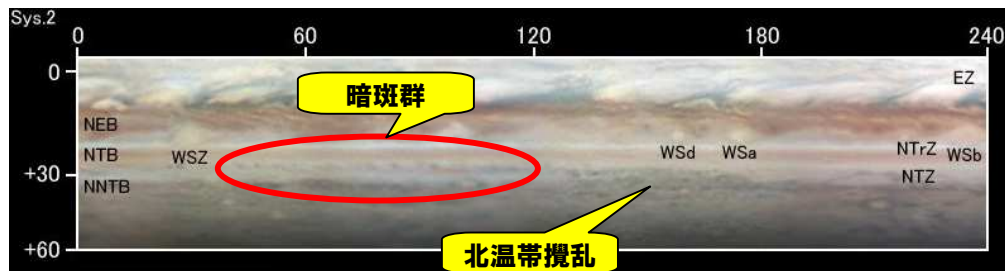 Sys.2
0 60 120 180 240
0
暗斑群
EZ
NEB
NTB WSZ WSd WSa NTrZ WSb
+30
NTZ
NNTB
+60
北温帯攪乱